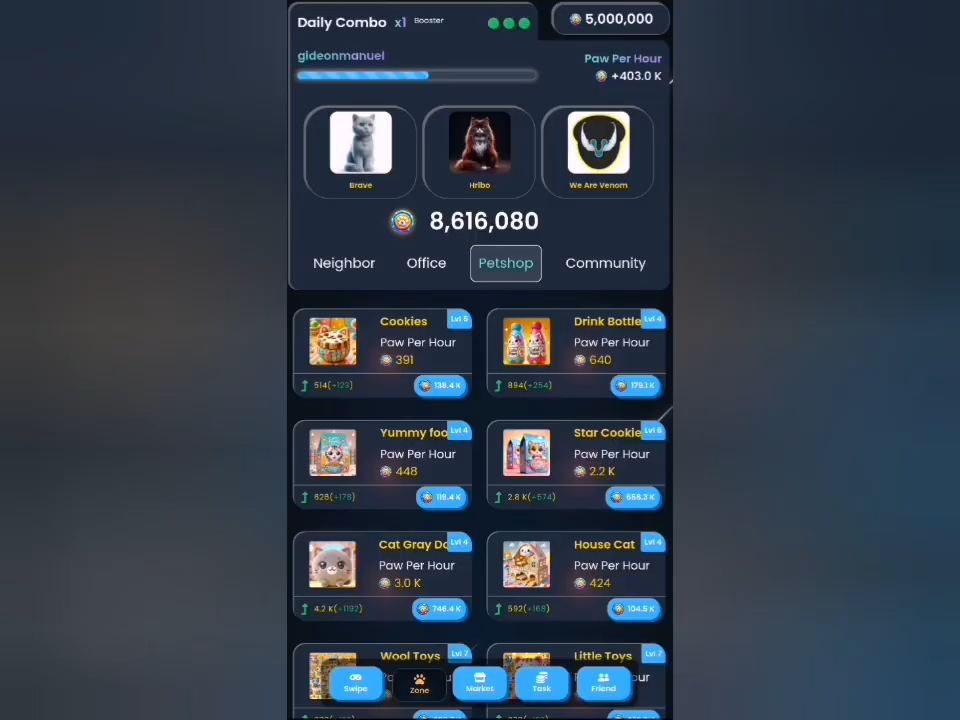 Daily Combo x1 Booster
5,000,000
gideonmanuel
Paw Per Hour
+403.0 K
Brave
Hribo
We Are Venom
8,616,080
Neighbor Office Petshop Community
Cookies Lvl 5
Paw Per Hour
391
514(+123) 138.4 K
Drink Bottle Lvl 4
Paw Per Hour
640
894(+254) 179.1 K
Yummy foo Lvl 4
Paw Per Hour
448
626(+178) 119.4 K
Star Cookie Lvl 6
Paw Per Hour
2.2 K
2.8 K(+574) 658.3 K
Cat Gray Do Lvl 4
Paw Per Hour
3.0 K
4.2 K(+1192) 746.4 K
House Cat Lvl 4
Paw Per Hour
424
592(+168) 104.5 K
Wool Toys Lvl 7
Little Toys Lvl 7
Swipe Zone Market Task Friend